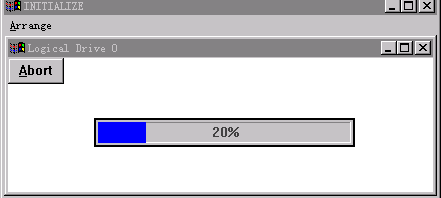 INITIALIZE
Arrange
Logical Drive 0
Abort
20%